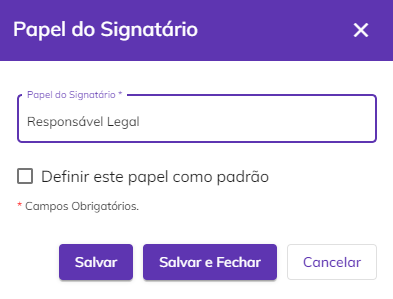 Papel do Signatário
Papel do Signatário *
Responsável Legal
Definir este papel como padrão
* Campos Obrigatórios.
Salvar
Salvar e Fechar
Cancelar